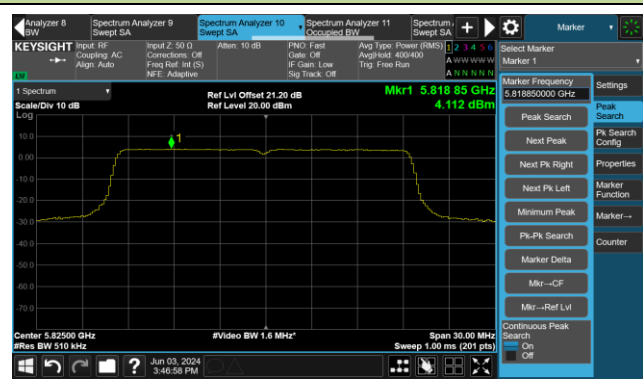 Analyzer 8
BW
Spectrum Analyzer 9
Swept SA
Spectrum Analyzer 10
Swept SA
Spectrum Analyzer 11
Occupied BW
Spectrum
Swept SA
Marker
KEYSIGHT
Input: RF
Coupling: AC
Align: Auto
Input Z: 50 Ω
Corrections: Off
Freq Ref: Int (S)
NFE: Adaptive
Atten: 10 dB
PNO: Fast
Gate: Off
IF Gain: Low
Sig Track: Off
Avg Type: Power (RMS)
Avg|Hold: 400/400
Trig: Free Run
1 2 3 4 5 6
A W W W W W
A N N N N N
LV
Select Marker
Marker 1
1 Spectrum
Scale/Div 10 dB
Log
Ref Lvl Offset 21.20 dB
Ref Level 20.00 dBm
Mkr1 5.818 85 GHz
4.112 dBm
10.0
0.00
-10.0
-20.0
-30.0
-40.0
-50.0
-60.0
-70.0
1
Center 5.82500 GHz
#Res BW 510 kHz
#Video BW 1.6 MHz*
Span 30.00 MHz
Sweep 1.00 ms (201 pts)
Marker Frequency
5.818850000 GHz
Peak Search
Next Peak
Next Pk Right
Next Pk Left
Minimum Peak
Pk-Pk Search
Marker Delta
Mkr→CF
Mkr→Ref Lvl
Continuous Peak
Search
On
Off
Settings
Peak
Search
Pk Search
Config
Properties
Marker
Function
Marker→
Counter
Jun 03, 2024
3:46:58 PM